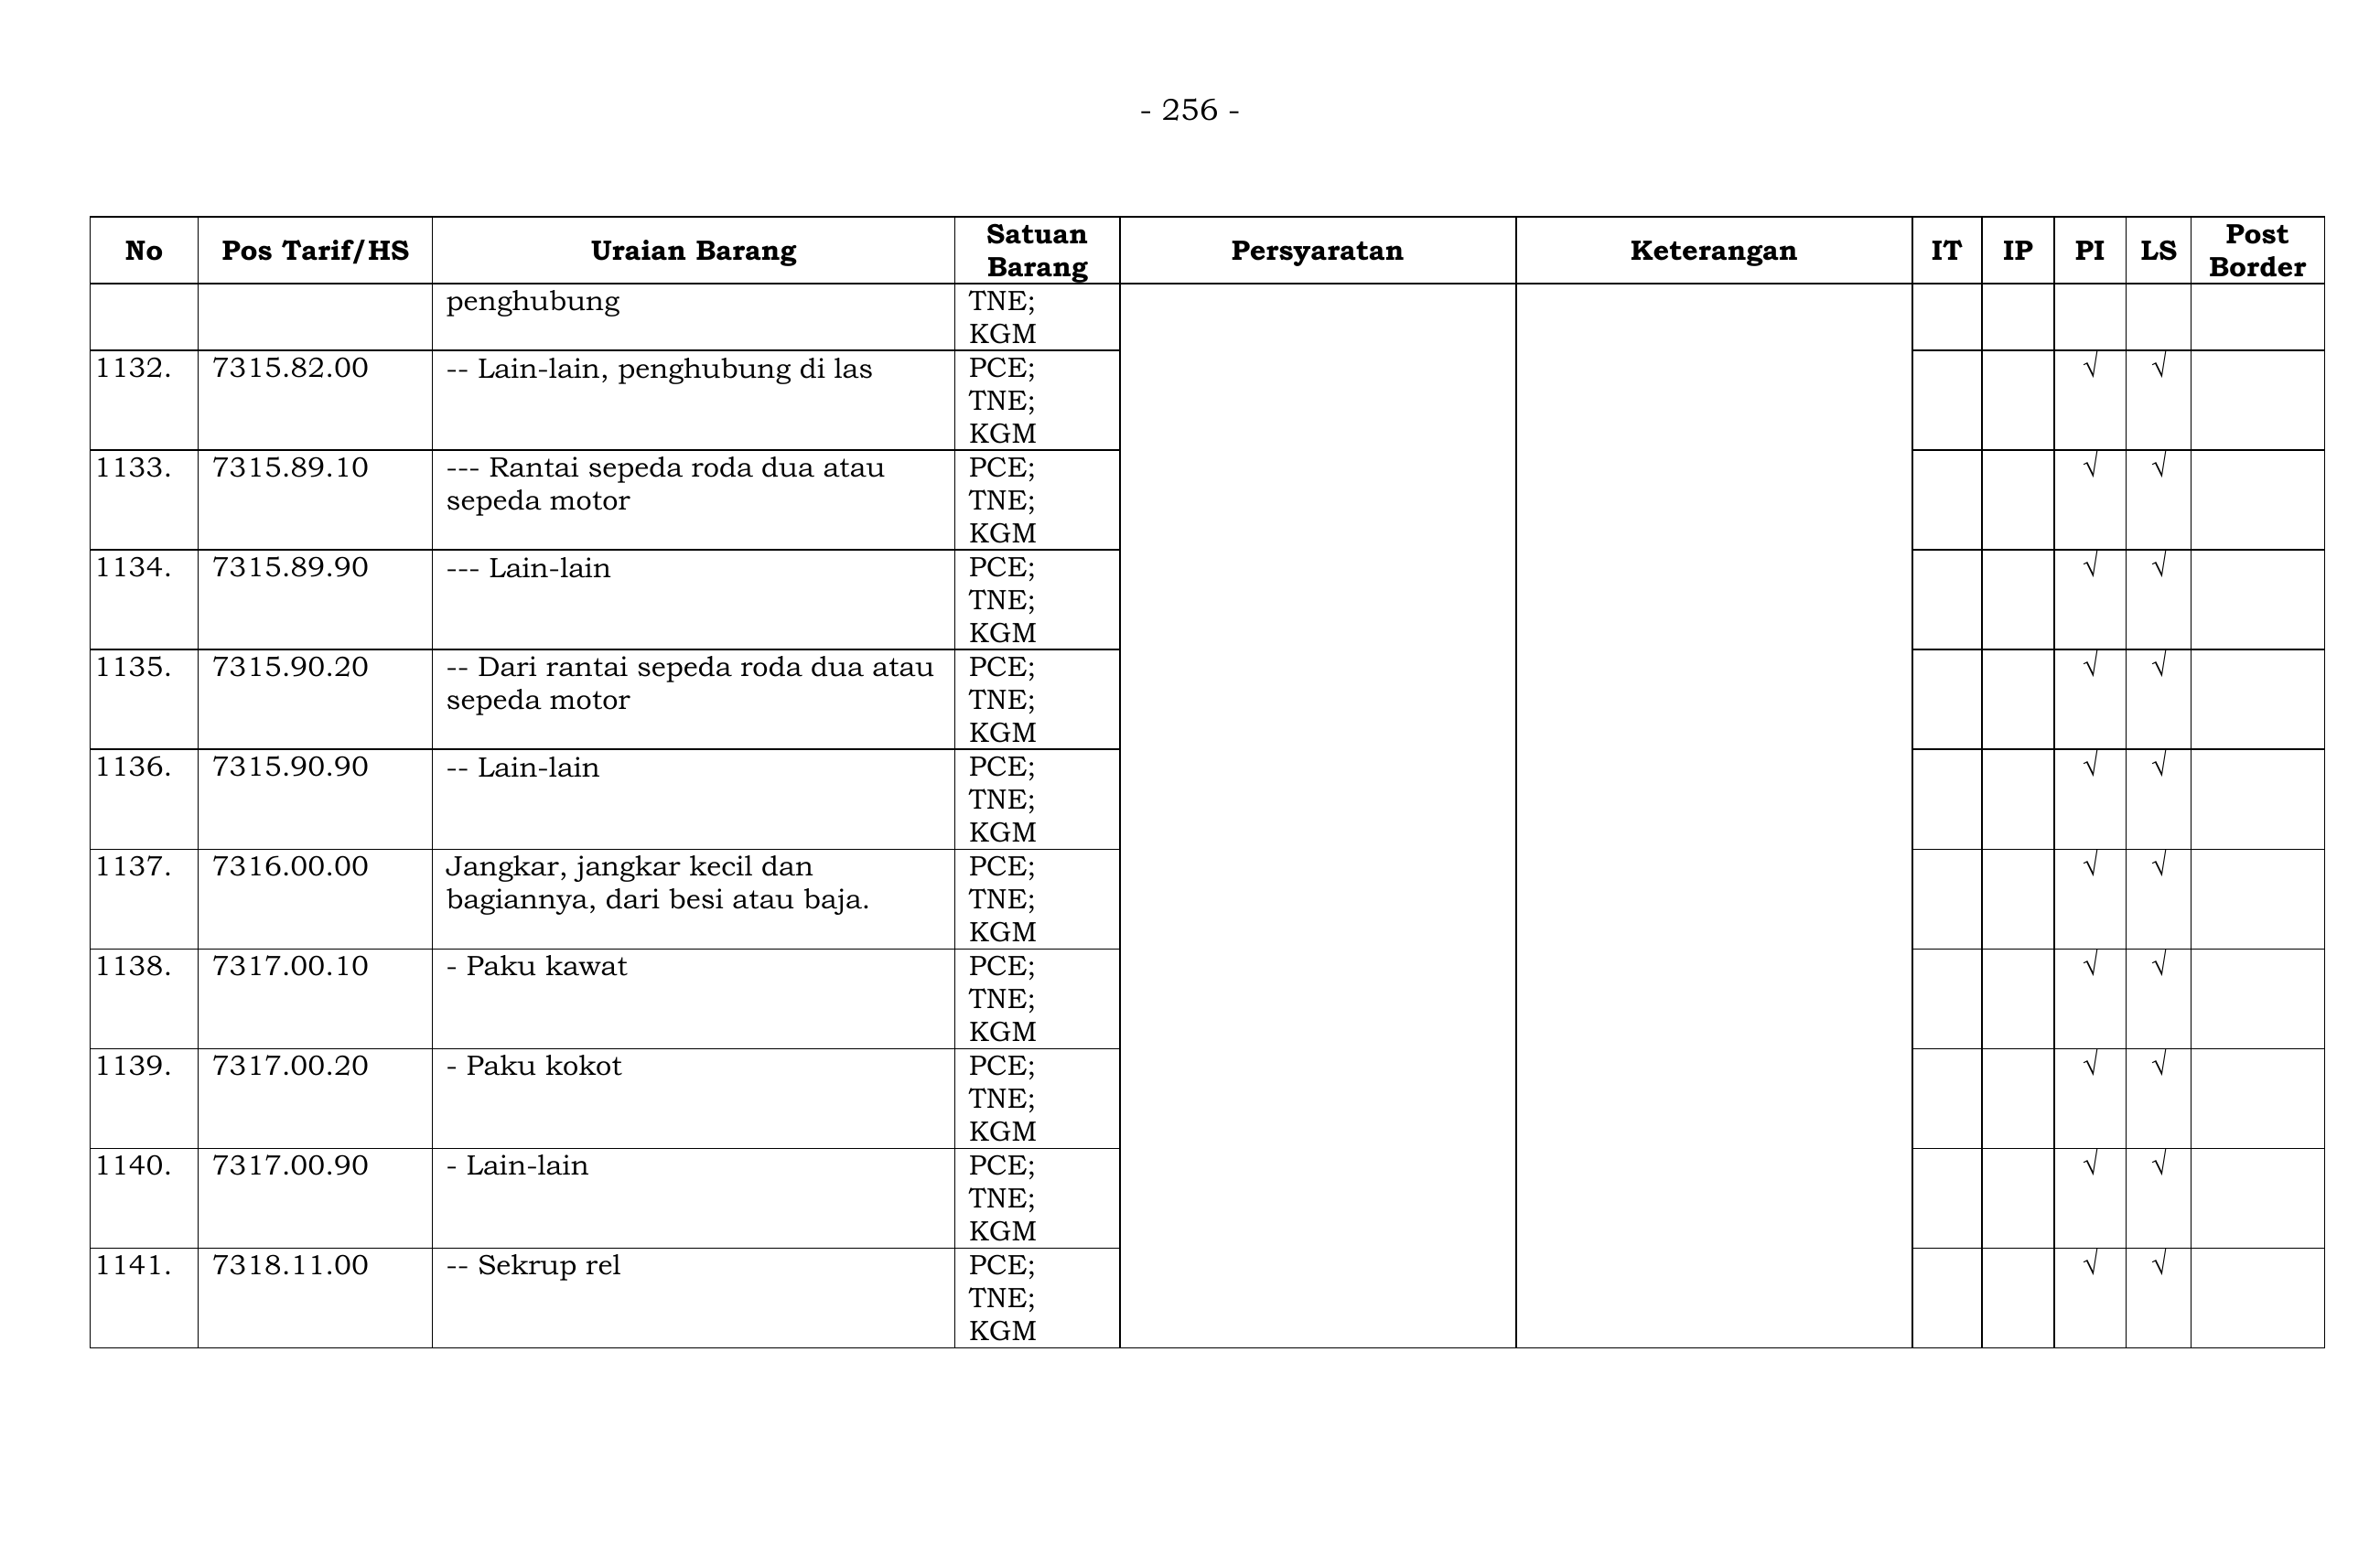 - 256 -
No Pos Tarif/HS Uraian Barang Satuan Barang Persyaratan Keterangan IT IP PI LS Post Border
penghubung TNE;
KGM
1132. 7315.82.00 -- Lain-lain, penghubung di las PCE; √ √
TNE;
KGM
1133. 7315.89.10 --- Rantai sepeda roda dua atau PCE; √ √
sepeda motor TNE;
KGM
1134. 7315.89.90 --- Lain-lain PCE; √ √
TNE;
KGM
1135. 7315.90.20 -- Dari rantai sepeda roda dua atau PCE; √ √
sepeda motor TNE;
KGM
1136. 7315.90.90 -- Lain-lain PCE; √ √
TNE;
KGM
1137. 7316.00.00 Jangkar, jangkar kecil dan PCE; √ √
bagiannya, dari besi atau baja. TNE;
KGM
1138. 7317.00.10 - Paku kawat PCE; √ √
TNE;
KGM
1139. 7317.00.20 - Paku kokot PCE; √ √
TNE;
KGM
1140. 7317.00.90 - Lain-lain PCE; √ √
TNE;
KGM
1141. 7318.11.00 -- Sekrup rel PCE; √ √
TNE;
KGM